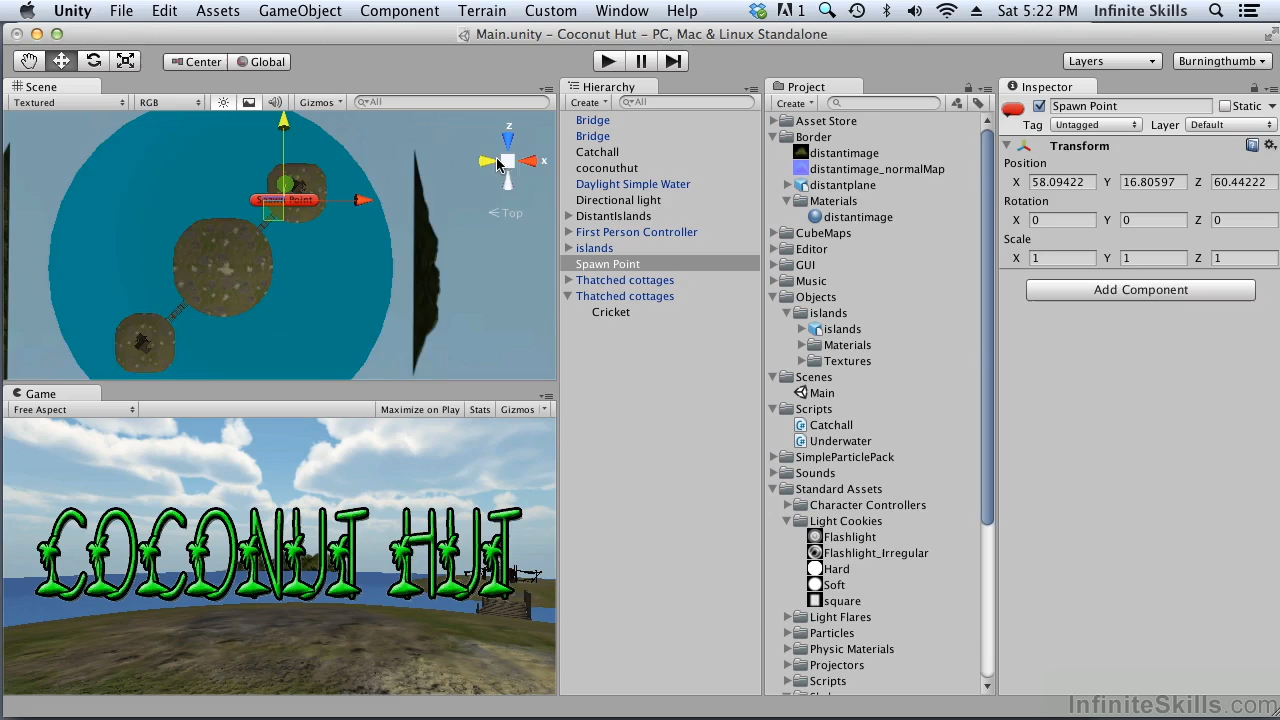 Unity File Edit Assets GameObject Component Terrain Custom Window Help 1 Sat 5:22 PM Infinite Skills
Main.unity – Coconut Hut – PC, Mac & Linux Standalone
Center Global Layers Burningthumb
Scene
Textured RGB Gizmos All
z
x
Top
Spawn Point
Game
Free Aspect Maximize on Play Stats Gizmos
COCONUT HUT
Hierarchy
Create All
Bridge
Bridge
Catchall
coconuthut
Daylight Simple Water
Directional light
DistantIslands
First Person Controller
islands
Spawn Point
Thatched cottages
Thatched cottages
Cricket
Project
Create
Asset Store
Border
distantimage
distantimage_normalMap
distantplane
Materials
distantimage
CubeMaps
Editor
GUI
Music
Objects
islands
islands
Materials
Textures
Scenes
Main
Scripts
Catchall
Underwater
SimpleParticlePack
Sounds
Standard Assets
Character Controllers
Light Cookies
Flashlight
Flashlight_Irregular
Hard
Soft
square
Light Flares
Particles
Physic Materials
Projectors
Scripts
Inspector
Spawn Point Static
Tag Untagged Layer Default
Transform
Position
X 58.09422 Y 16.80597 Z 60.44222
Rotation
X 0 Y 0 Z 0
Scale
X 1 Y 1 Z 1
Add Component
InfiniteSkills.com